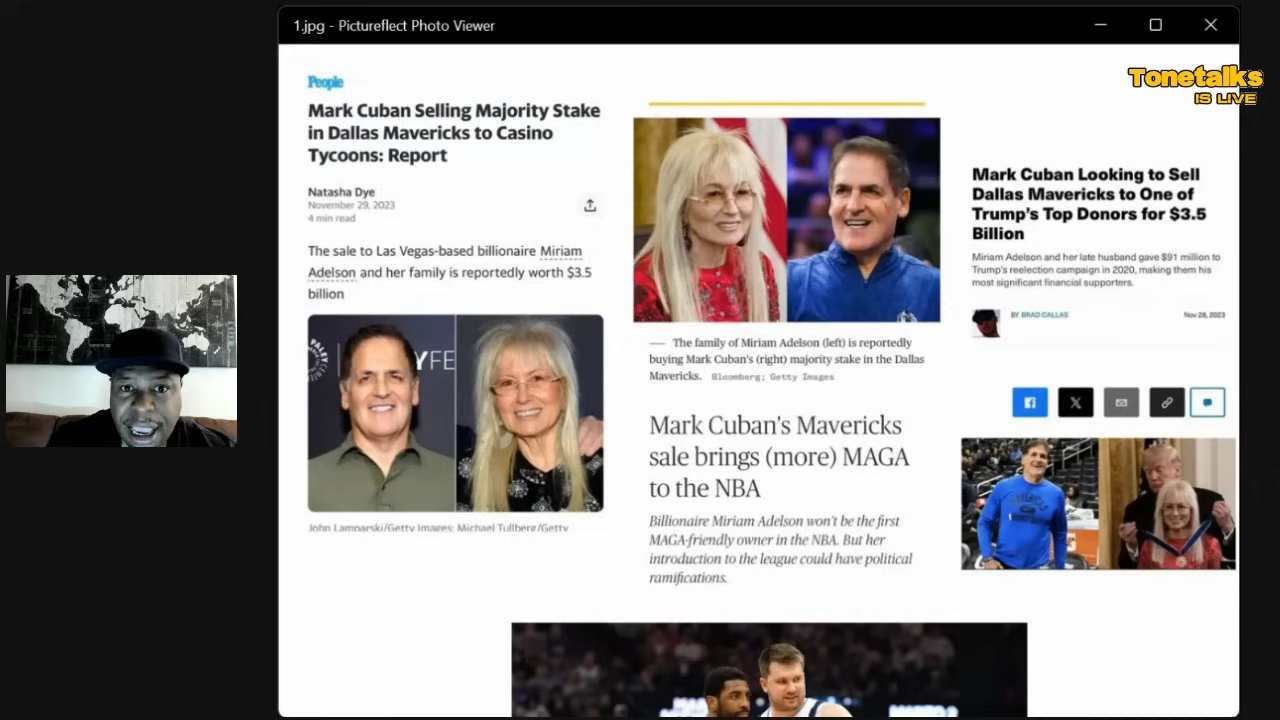 1.jpg - Pictureflect Photo Viewer
Tonetalks
IS LIVE
People
Mark Cuban Selling Majority Stake
in Dallas Mavericks to Casino
Tycoons: Report
Natasha Dye
November 29, 2023
4 min read
The sale to Las Vegas-based billionaire Miriam
Adelson and her family is reportedly worth $3.5
billion
PALEY
CENTER
YFE
John Lamparski/Getty Images; Michael Tullberg/Getty
— The family of Miriam Adelson (left) is reportedly
buying Mark Cuban's (right) majority stake in the Dallas
Mavericks. Bloomberg; Getty Images
Mark Cuban's Mavericks
sale brings (more) MAGA
to the NBA
Billionaire Miriam Adelson won't be the first
MAGA-friendly owner in the NBA. But her
introduction to the league could have political
ramifications.
Mark Cuban Looking to Sell
Dallas Mavericks to One of
Trump's Top Donors for $3.5
Billion
Miriam Adelson and her late husband gave $91 million to
Trump's reelection campaign in 2020, making them his
most significant financial supporters.
BY BRAD CALLAS
Nov 28, 2023
MAVERICKS